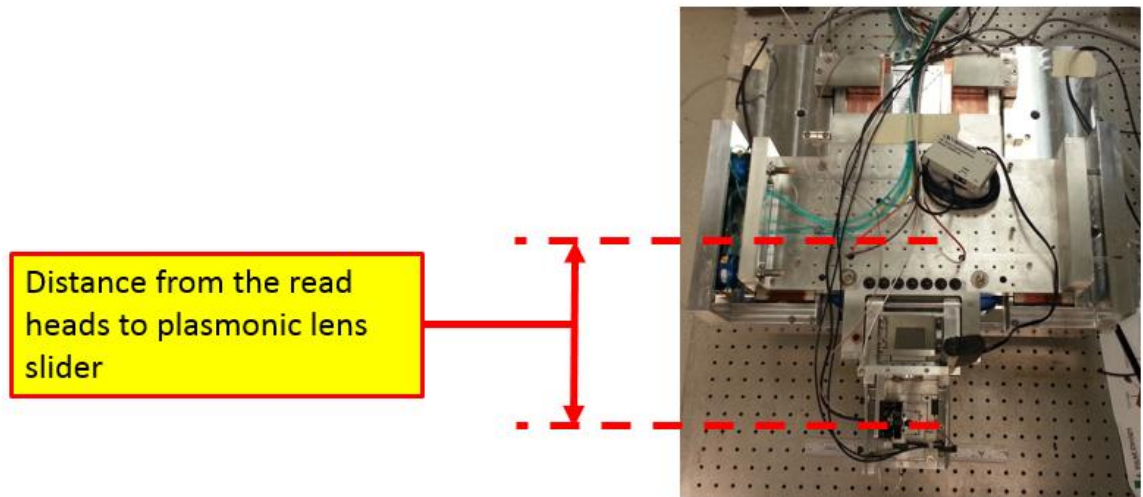 Distance from the read
heads to plasmonic lens
slider